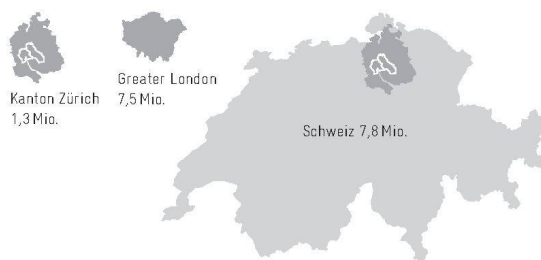 Kanton Zürich
1,3 Mio.
Greater London
7,5 Mio.
Schweiz 7,8 Mio.